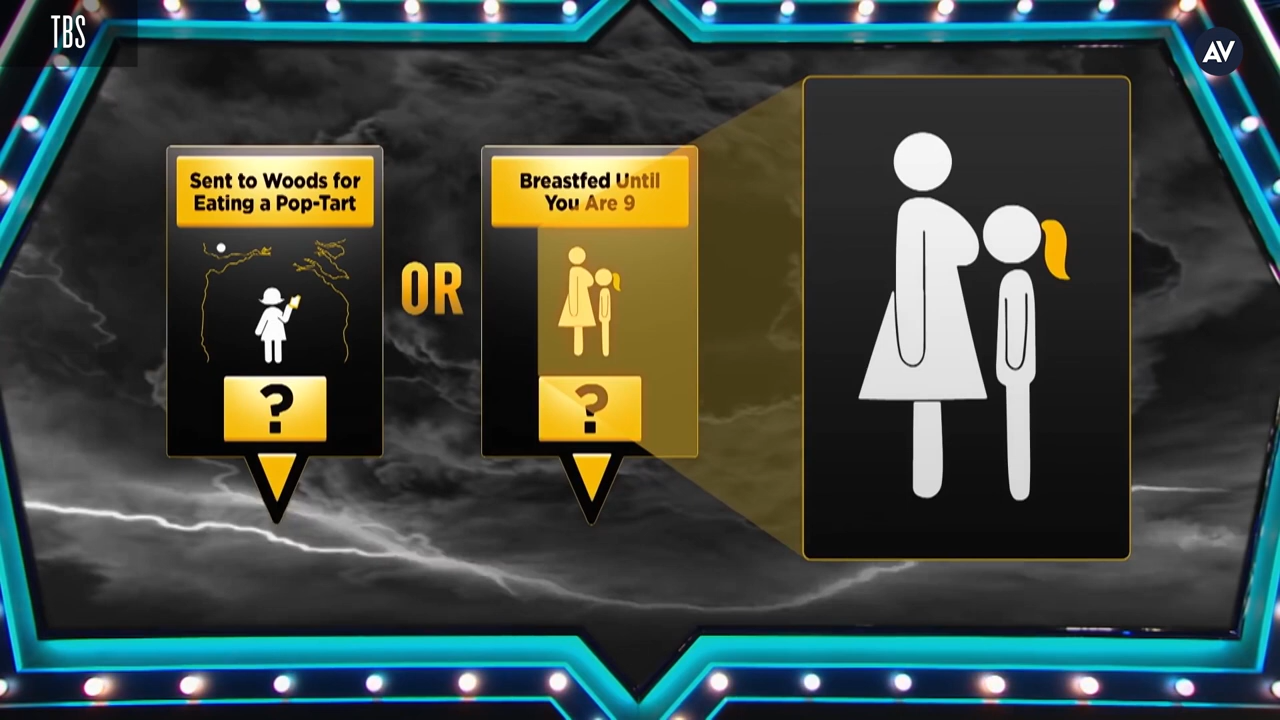 TBS
AV
Sent to Woods for
Eating a Pop-Tart
?
OR
Breastfed Until
You Are 9
?